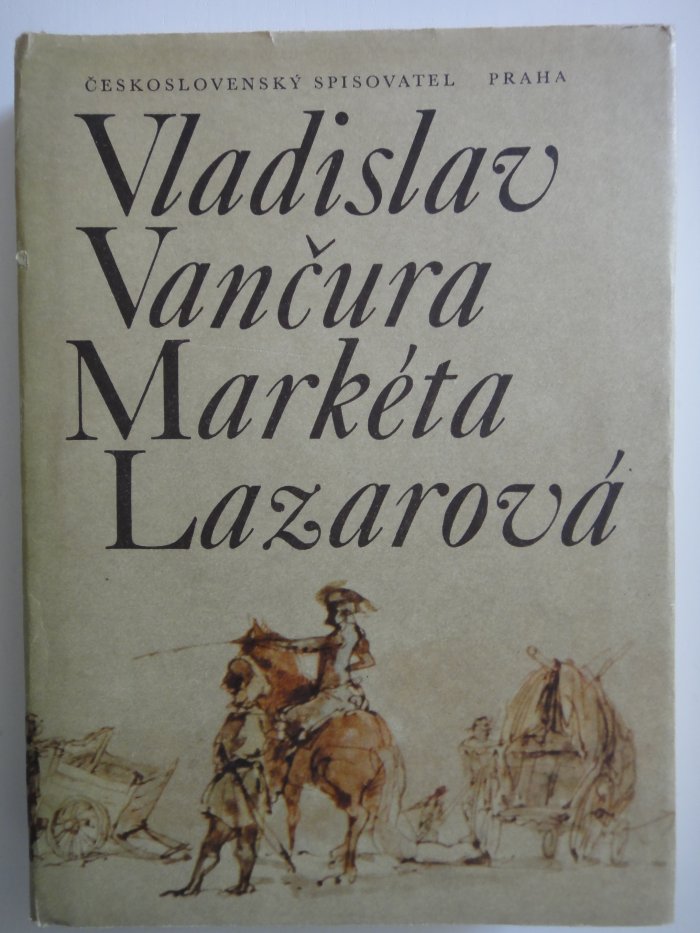 ČESKOSLOVENSKÝ SPISOVATEL PRAHA
Vladislav
Vančura
Markéta
Lazarová